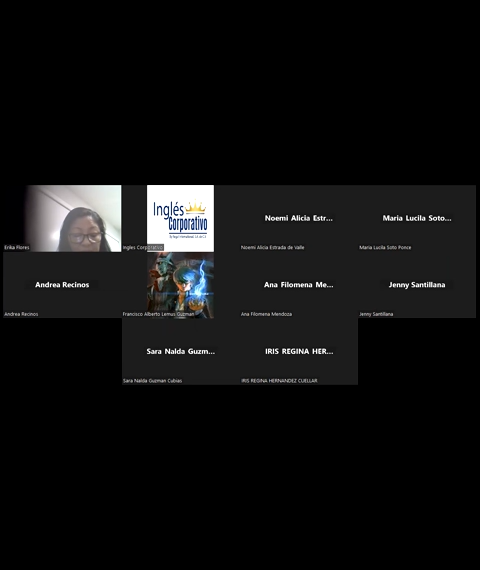 Inglés
Corporativo
Noemi Alicia Estr...
Maria Lucila Soto...
Erika Flores
Ingles Corporativo
Noemi Alicia Estrada de Valle
Maria Lucila Soto Ponce
Andrea Recinos
Ana Filomena Me...
Jenny Santillana
Andrea Recinos
Francisco Alberto Lemus Guzman
Ana Filomena Mendoza
Jenny Santillana
Sara Nalda Guzm...
IRIS REGINA HER...
Sara Nalda Guzman Cubias
IRIS REGINA HERNANDEZ CUELLAR